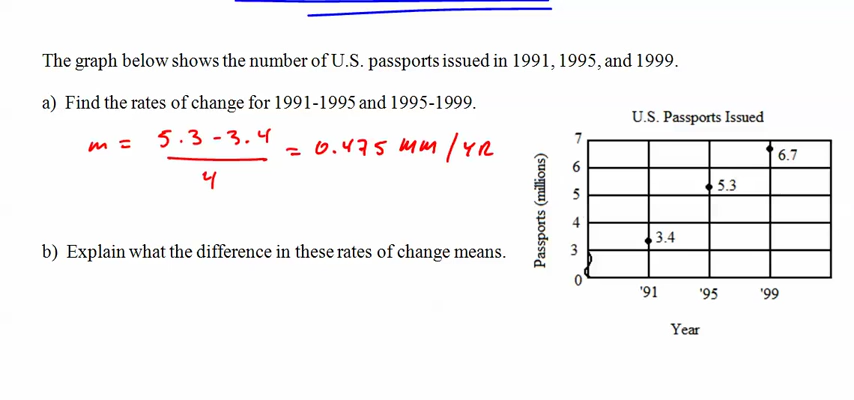 The graph below shows the number of U.S. passports issued in 1991, 1995, and 1999.
a) Find the rates of change for 1991-1995 and 1995-1999.
m = 5.3 - 3.4 / 4 = 0.475 mm/YR
b) Explain what the difference in these rates of change means.
U.S. Passports Issued
Passports (millions)
7
6
5
4
3
0
6.7
5.3
3.4
'91 '95 '99
Year